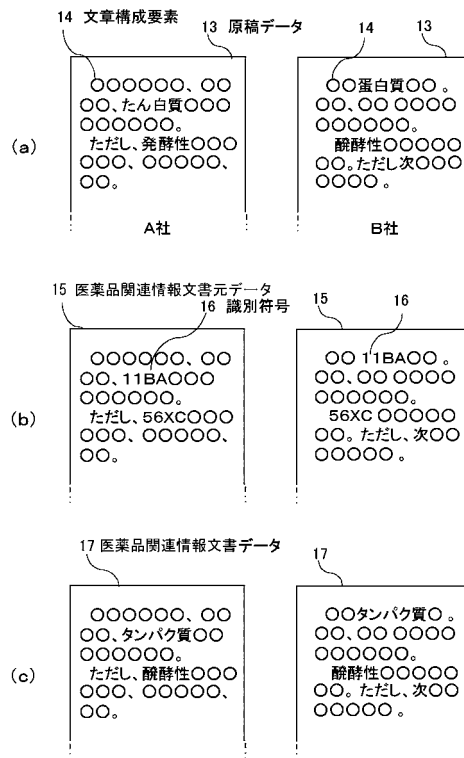 14 文章構成要素
13 原稿データ
○○○○○○、○○
○○、たん白質○○○
○○○○○○。
ただし、発酵性○○○
○○○、○○○○○、
○○。
A社
14
13
○○蛋白質○○ 。
○○、○○ ○○○○
○○○○○○。
醗酵性○○○○○
○○。ただし次○○○
○○○○ 。
B社
(a)
15 医薬品関連情報文書元データ
16 識別符号
○○○○○○、○○
○○、11BA○○○
○○○○○○。
ただし、56XC○○○
○○○、○○○○○、
○○。
15
16
○○ 11BA○○。
○○、○○ ○○○○
○○○○○○。
56XC ○○○○○
○○。ただし、次○○
○○○○○ 。
(b)
17 医薬品関連情報文書データ
○○○○○○、○○
○○、タンパク質○○
○○○○○○。
ただし、醗酵性○○○
○○○、○○○○○、
○○。
17
○○タンパク質○。
○○、○○ ○○○○
○○○○○○。
醗酵性○○○○○
○○。ただし、次○○
○○○○○ 。
(c)